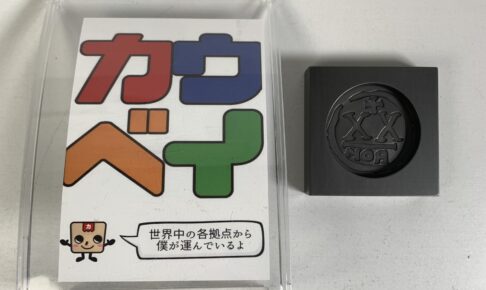 カウ
ベイ
世界中の各拠点から
僕が運んでいるよ
カ